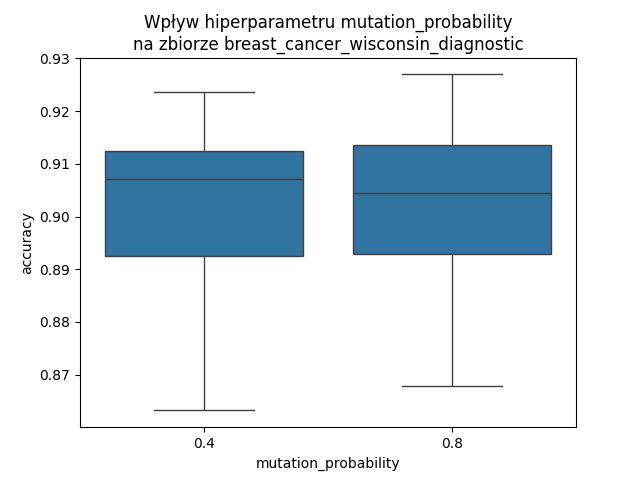 Wpływ hiperparametru mutation_probability
na zbiorze breast_cancer_wisconsin_diagnostic
0.93
0.92
0.91
0.90
0.89
0.88
0.87
accuracy
0.4
0.8
mutation_probability